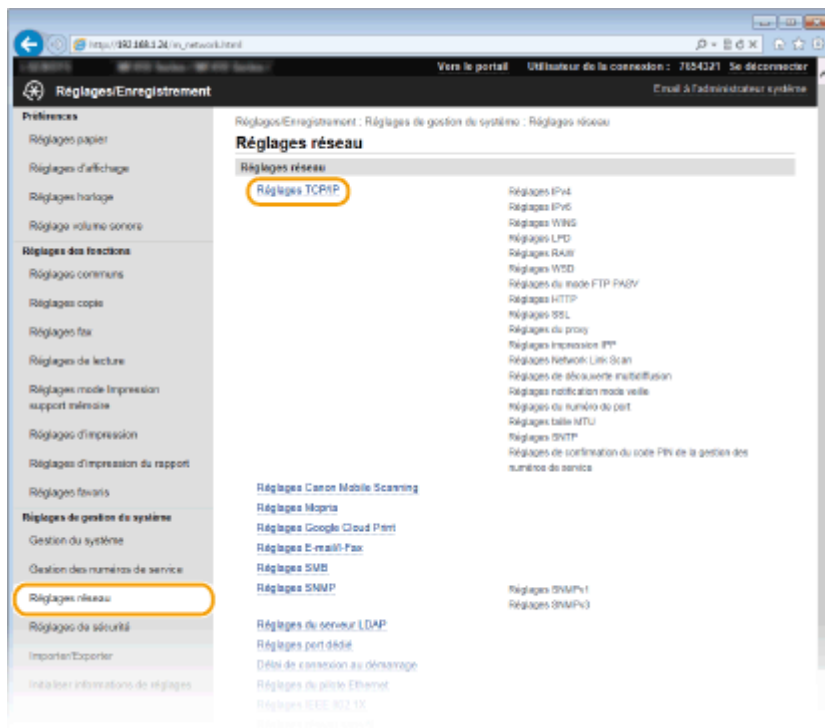 http://192.168.1.24/m_network.html
Vers le portail Utilisateur de la connexion : 7654321 Se déconnecter
Réglages/Enregistrement
Email à l'administrateur système
Préférences
Réglages papier
Réglages d'affichage
Réglages horloge
Réglage volume sonore
Réglages des fonctions
Réglages communs
Réglages copie
Réglages fax
Réglages de lecture
Réglages mode Impression
support mémoire
Réglages d'impression
Réglages d'impression du rapport
Réglages favoris
Réglages de gestion du système
Gestion du système
Gestion des numéros de service
Réglages réseau
Réglages de sécurité
Importer/Exporter
Initialiser informations de réglages
Réglages/Enregistrement : Réglages de gestion du système : Réglages réseau
Réglages réseau
Réglages réseau
Réglages TCP/IP
Réglages IPv4
Réglages IPv6
Réglages WINS
Réglages LPD
Réglages RAW
Réglages WSD
Réglages du mode FTP PASV
Réglages HTTP
Réglages SSL
Réglages du proxy
Réglages impression IPP
Réglages Network Link Scan
Réglages de découverte multidiffusion
Réglages notification mode veille
Réglages du numéro de port
Réglages taille MTU
Réglages SNTP
Réglages de confirmation du code PIN de la gestion des
numéros de service
Réglages Canon Mobile Scanning
Réglages Mopria
Réglages Google Cloud Print
Réglages E-mail/I-Fax
Réglages SMB
Réglages SNMP
Réglages SNMPv1
Réglages SNMPv3
Réglages du serveur LDAP
Réglages port dédié
Délai de connexion au démarrage
Réglages du pilote Ethernet
Réglages IEEE 802.1X